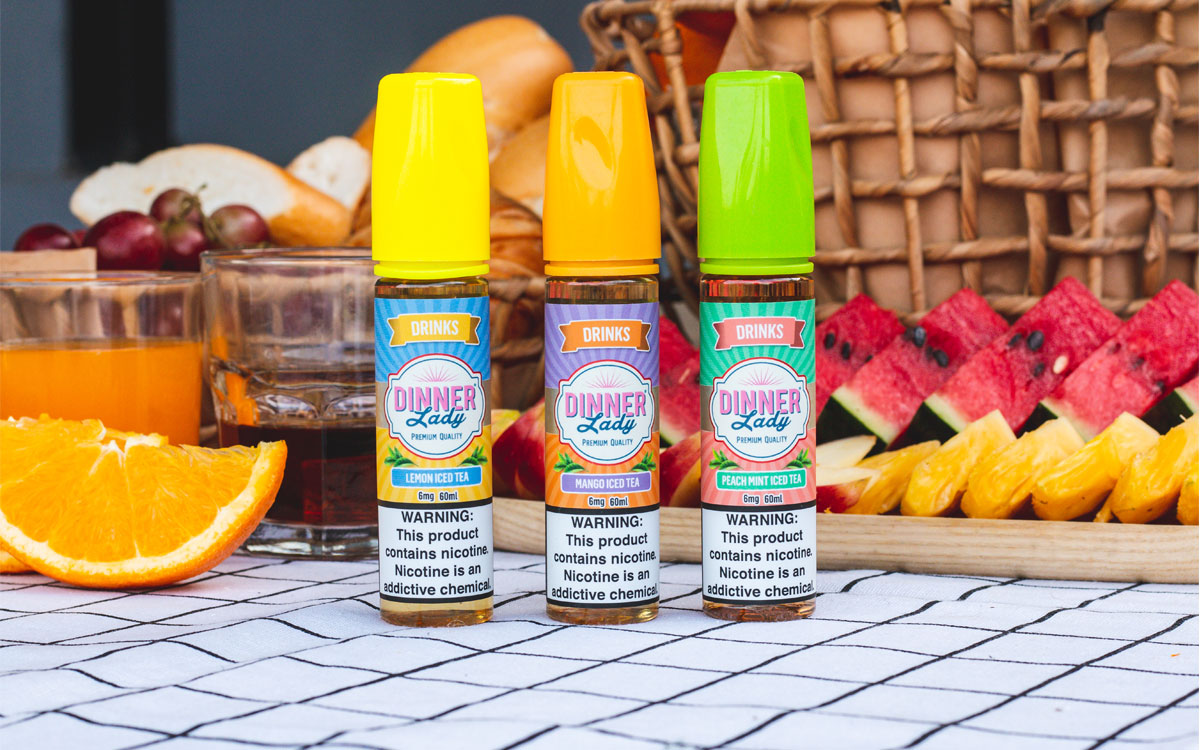 DRINKS
DINNER
Lady
PREMIUM QUALITY
LEMON ICED TEA
6mg 60ml
WARNING:
This product
contains nicotine.
Nicotine is an
addictive chemical.
DRINKS
DINNER
Lady
PREMIUM QUALITY
MANGO ICED TEA
6mg 60ml
WARNING:
This product
contains nicotine.
Nicotine is an
addictive chemical.
DRINKS
DINNER
Lady
PREMIUM QUALITY
PEACH MINT ICED TEA
6mg 60ml
WARNING:
This product
contains nicotine.
Nicotine is an
addictive chemical.